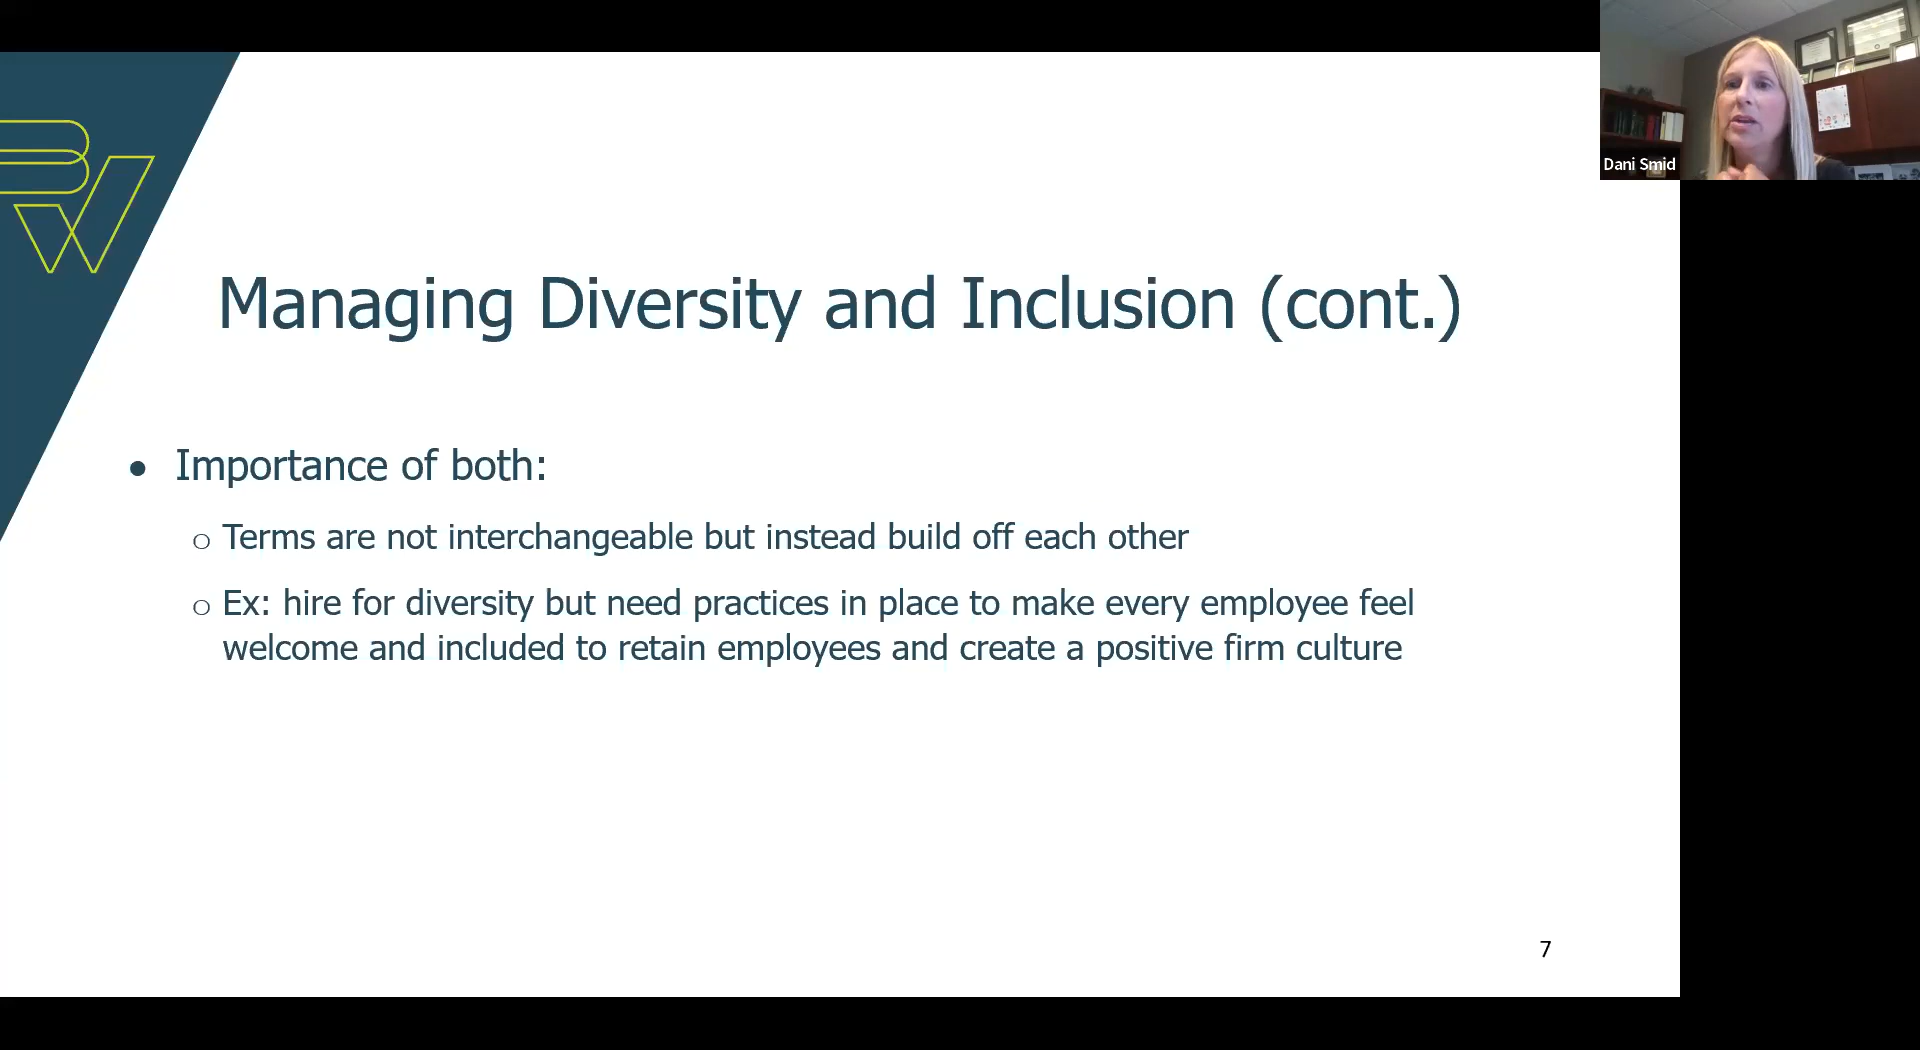 Dani Smid
Managing Diversity and Inclusion (cont.)
• Importance of both:
o Terms are not interchangeable but instead build off each other
o Ex: hire for diversity but need practices in place to make every employee feel
welcome and included to retain employees and create a positive firm culture
7